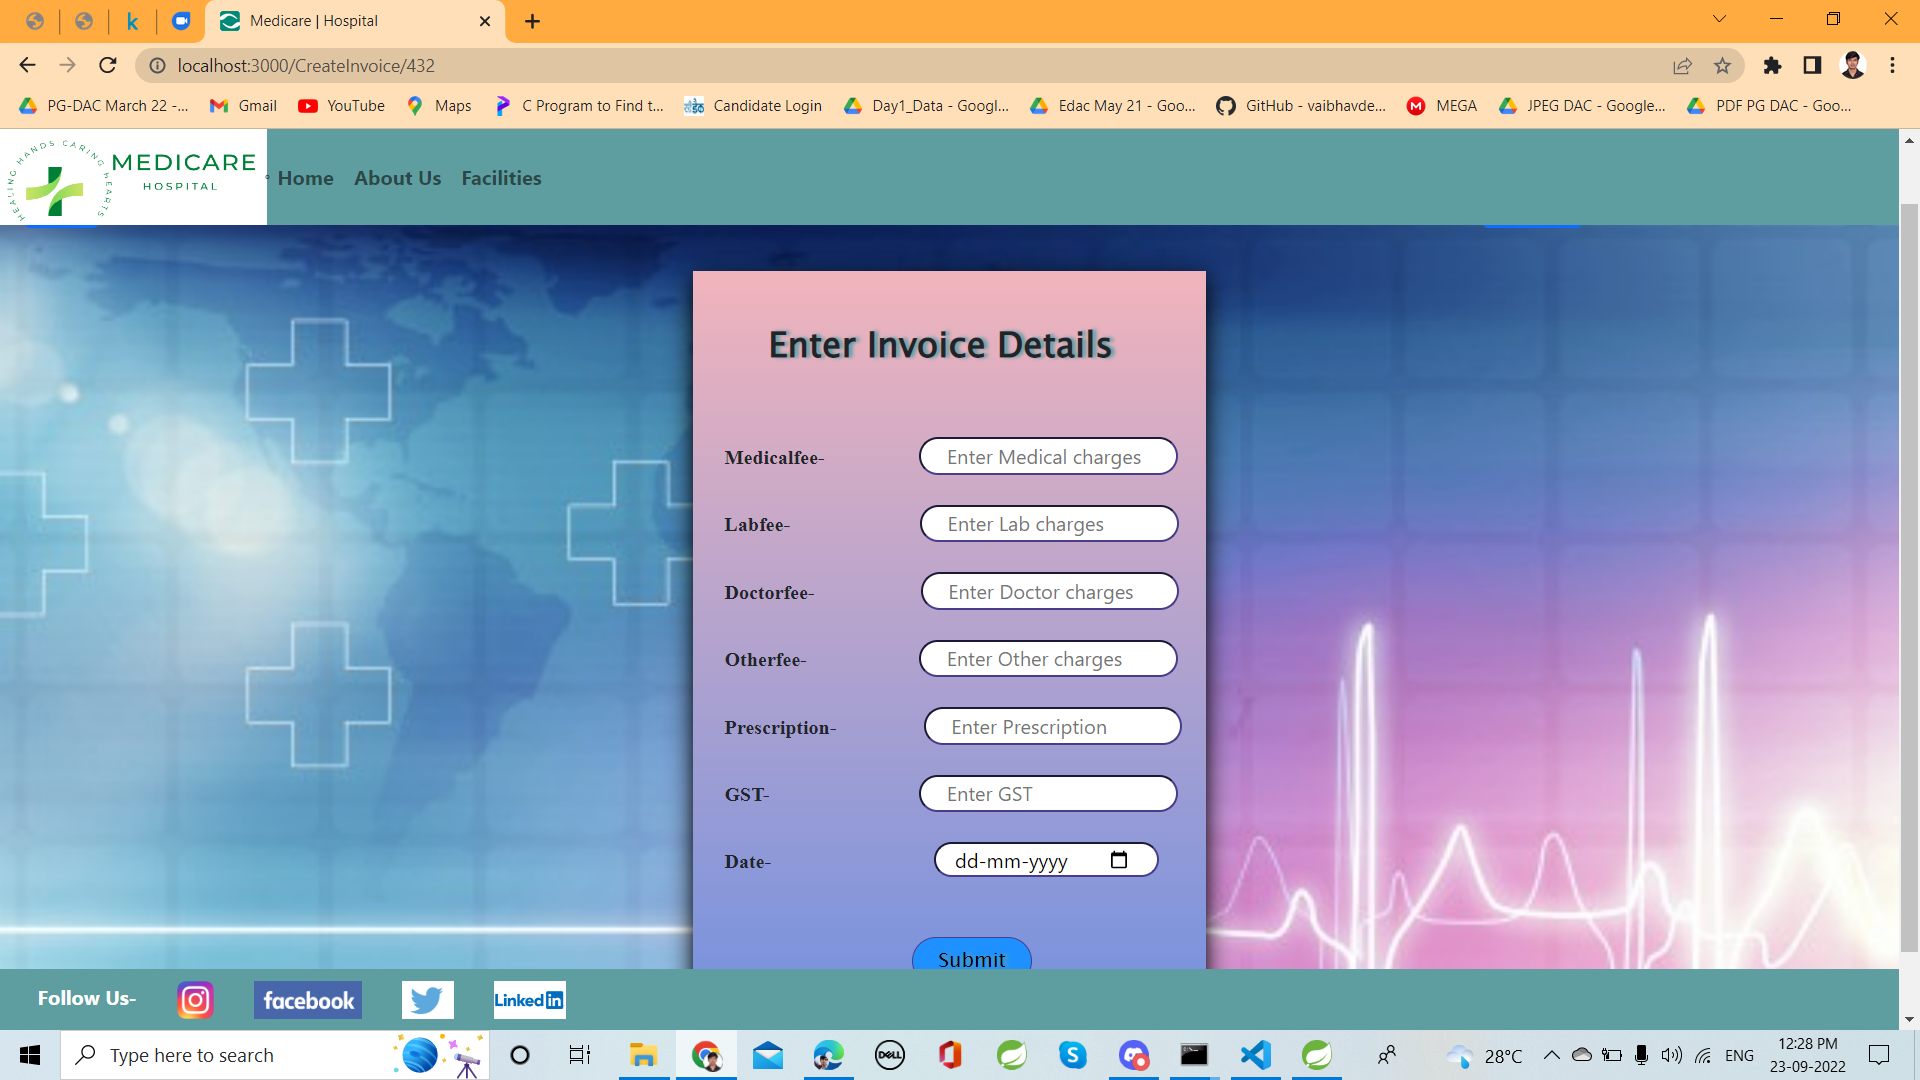 Medicare | Hospital
localhost:3000/CreateInvoice/432
PG-DAC March 22 -...
Gmail
YouTube
Maps
C Program to Find t...
Candidate Login
Day1_Data - Googl...
Edac May 21 - Goo...
GitHub - vaibhavde...
MEGA
JPEG DAC - Google...
PDF PG DAC - Goo...
HEALING HANDS CARING HEARTS
MEDICARE
HOSPITAL
Home
About Us
Facilities
Enter Invoice Details
Medicalfee-
Enter Medical charges
Labfee-
Enter Lab charges
Doctorfee-
Enter Doctor charges
Otherfee-
Enter Other charges
Prescription-
Enter Prescription
GST-
Enter GST
Date-
dd-mm-yyyy
Submit
Follow Us-
facebook
Linked in
Type here to search
DELL
28°C
ENG
12:28 PM
23-09-2022